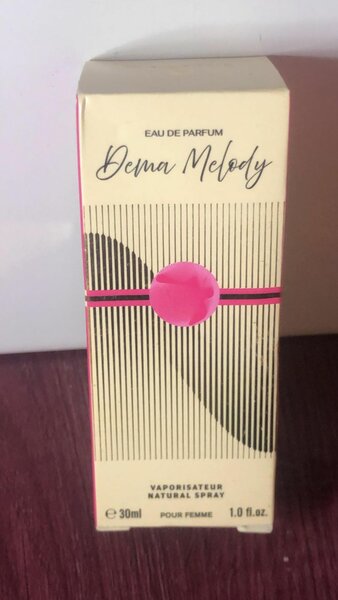 EAU DE PARFUM
Dema Melody
VAPORISATEUR
NATURAL SPRAY
℮ 30ml POUR FEMME 1.0 fl.oz.